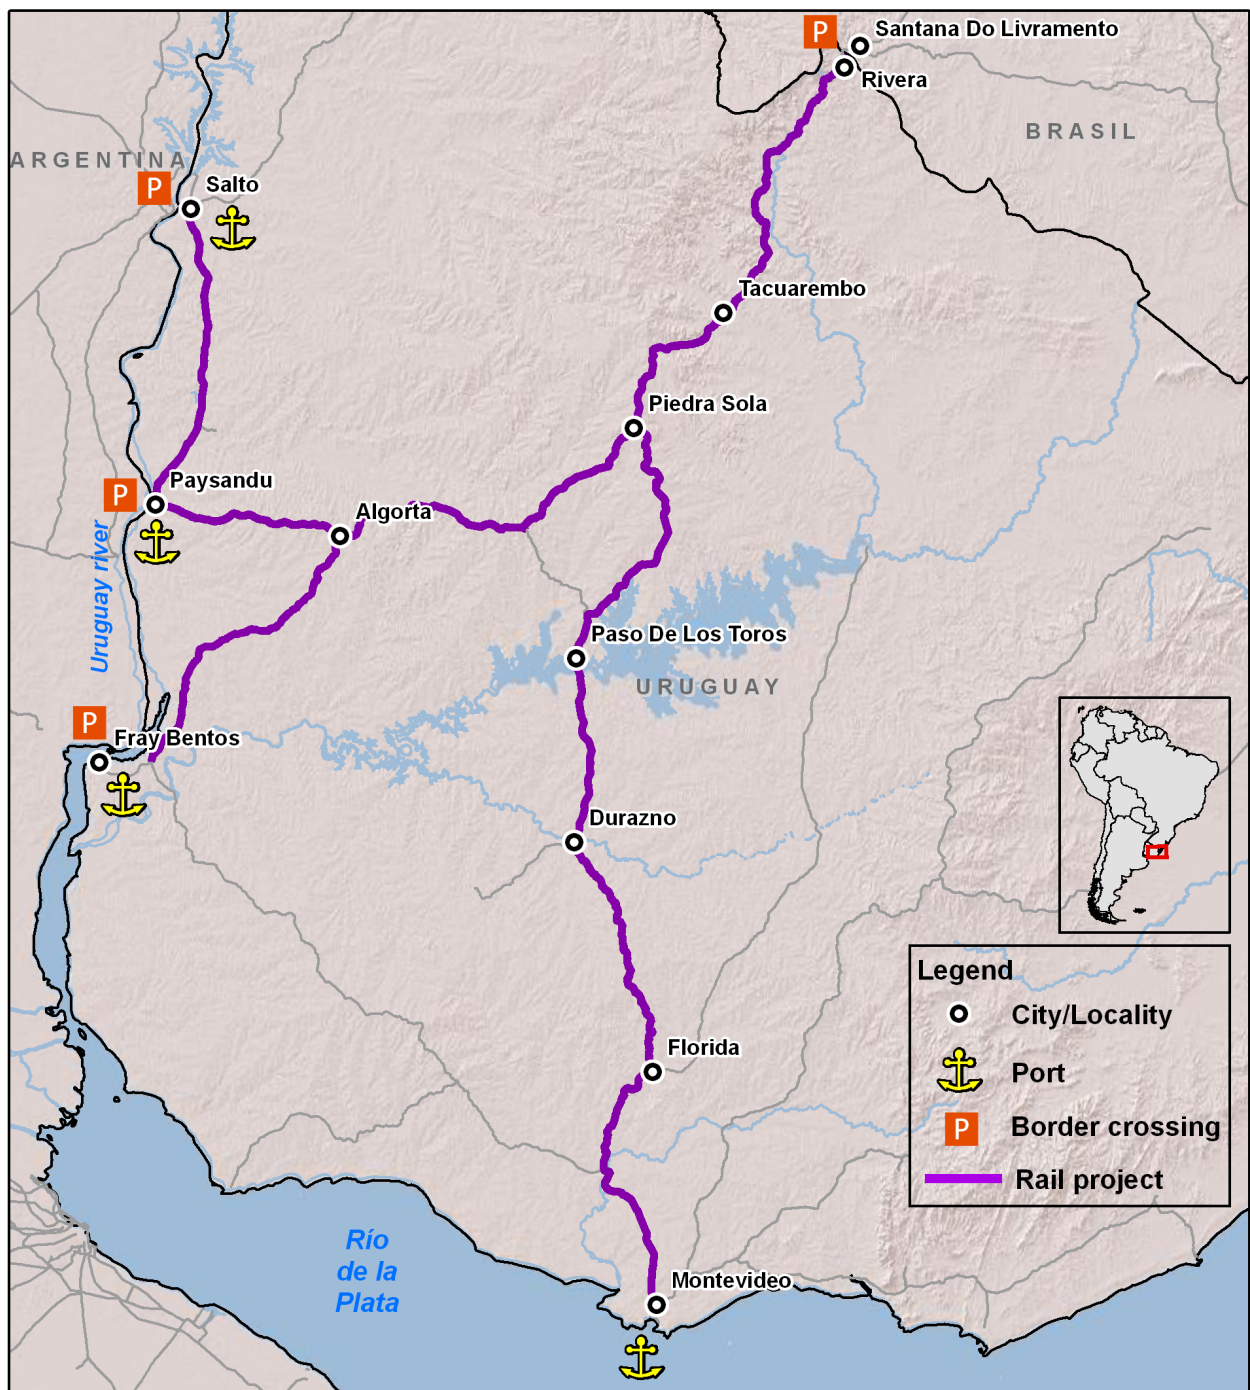 P
Santana Do Livramento
Rivera
BRASIL
ARGENTINA
P
Salto
Tacuarembo
Piedra Sola
Paysandu
P
Algorta
Uruguay river
Paso De Los Toros
URUGUAY
P
Fray Bentos
Durazno
Legend
City/Locality
Port
P
Border crossing
Rail project
Florida
Río
de la
Plata
Montevideo